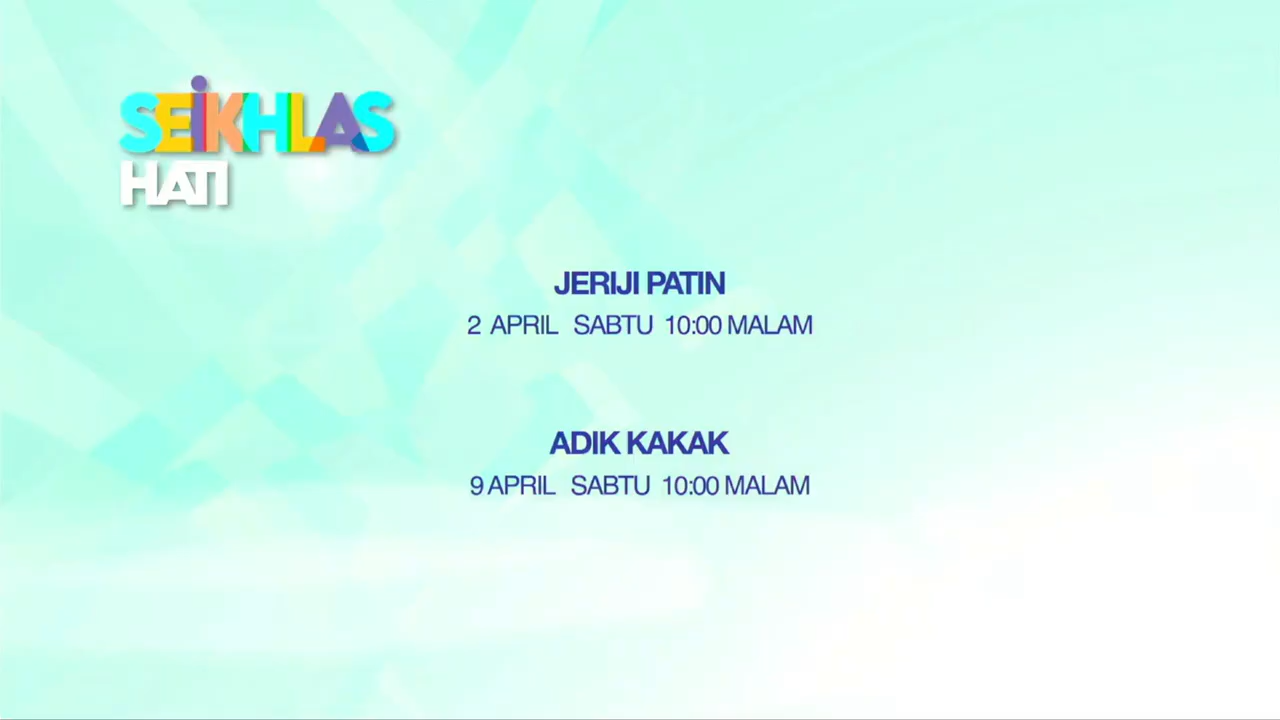 SEIKHLAS
HATI
JERIJI PATIN
2 APRIL SABTU 10:00 MALAM
ADIK KAKAK
9 APRIL SABTU 10:00 MALAM